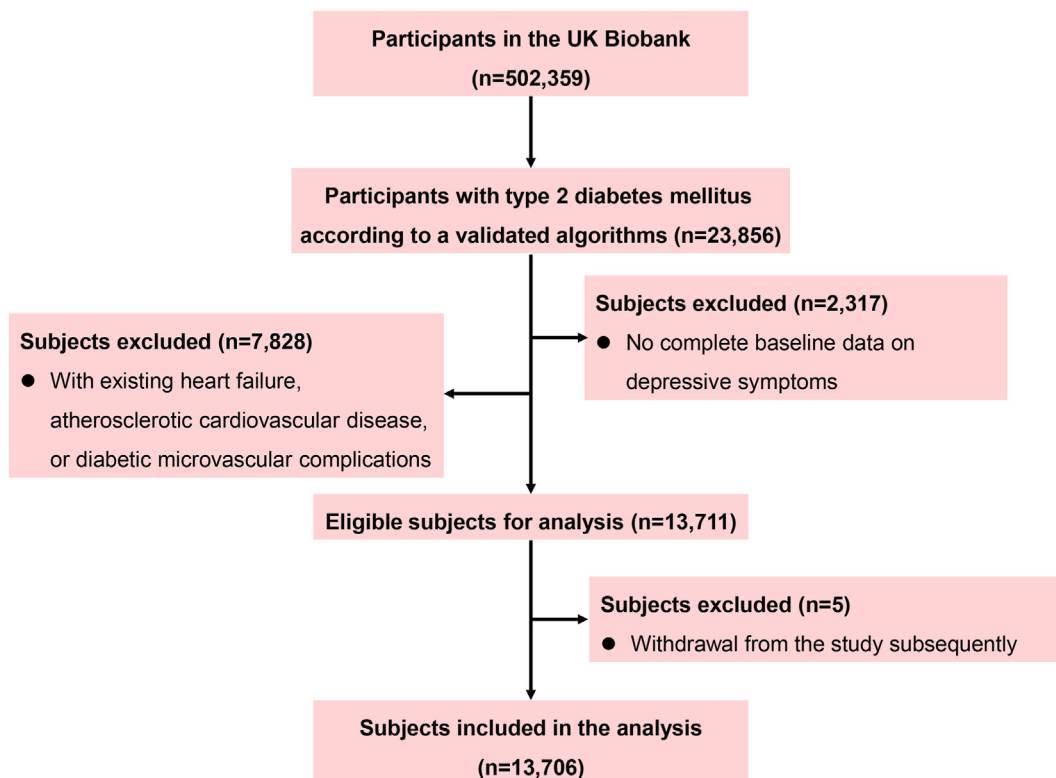 Participants in the UK Biobank
(n=502,359)
Participants with type 2 diabetes mellitus
according to a validated algorithms (n=23,856)
Subjects excluded (n=2,317)
● No complete baseline data on
depressive symptoms
Subjects excluded (n=7,828)
● With existing heart failure,
atherosclerotic cardiovascular disease,
or diabetic microvascular complications
Eligible subjects for analysis (n=13,711)
Subjects excluded (n=5)
● Withdrawal from the study subsequently
Subjects included in the analysis
(n=13,706)